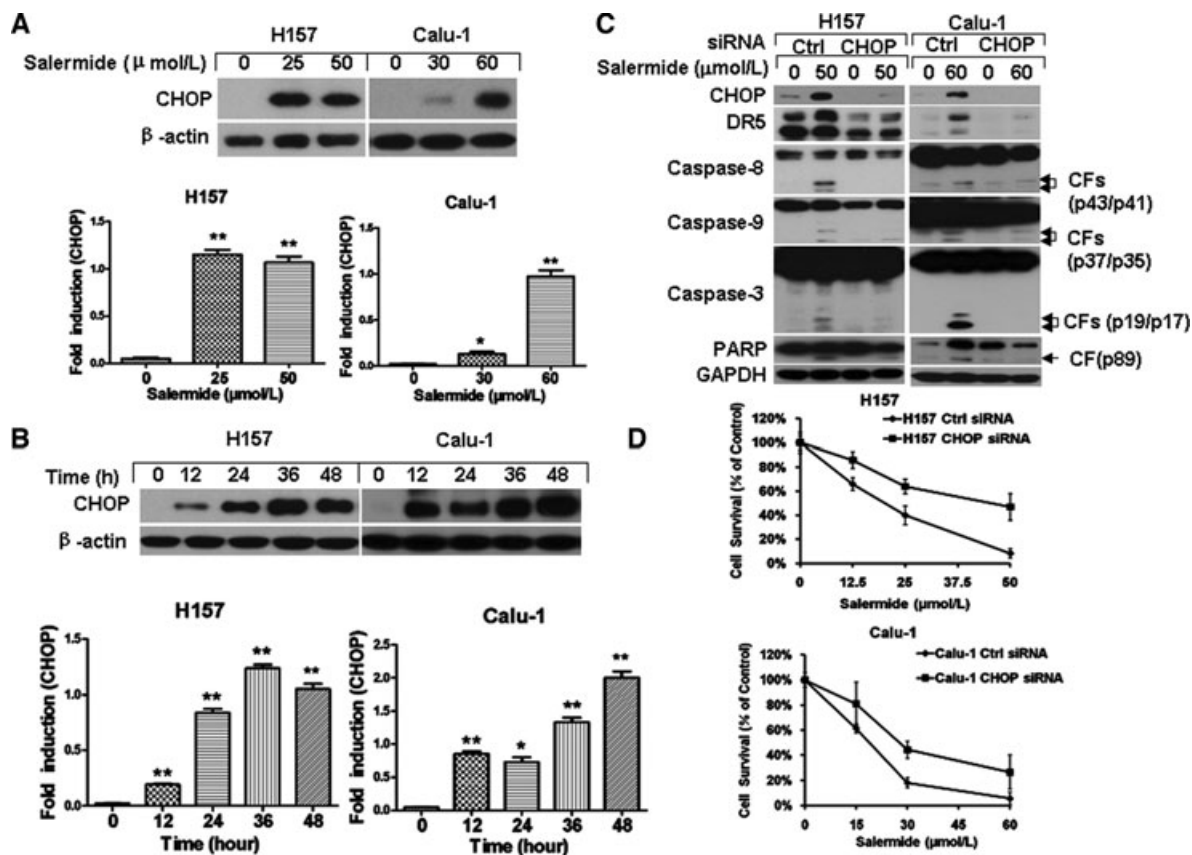 A
H157 Calu-1
Salermide (μ mol/L) 0 25 50 0 30 60
CHOP
β-actin
H157
Fold induction (CHOP)
1.5
1.0
0.5
0.0
**
**
0 25 50
Salermide (μmol/L)
Calu-1
Fold induction (CHOP)
1.5
1.0
0.5
0.0
*
**
0 30 60
Salermide (μmol/L)
B
H157 Calu-1
Time (h) 0 12 24 36 48 0 12 24 36 48
CHOP
β-actin
H157
Fold induction (CHOP)
1.5
1.0
0.5
0.0
**
**
**
**
0 12 24 36 48
Time (hour)
Calu-1
Fold induction (CHOP)
2.5
2.0
1.5
1.0
0.5
0.0
**
*
**
**
0 12 24 36 48
Time (hour)
C
H157 Calu-1
siRNA Ctrl CHOP Ctrl CHOP
Salermide (μmol/L) 0 50 0 50 0 60 0 60
CHOP
DR5
Caspase-8
CFs
(p43/p41)
Caspase-9
CFs
(p37/p35)
Caspase-3
CFs (p19/p17)
PARP
CF(p89)
GAPDH
D
H157
H157 Ctrl siRNA
H157 CHOP siRNA
Cell Survival (% of Control)
120%
100%
80%
60%
40%
20%
0%
0 12.5 25 37.5 50
Salermide (μmol/L)
Calu-1
Calu-1 Ctrl siRNA
Calu-1 CHOP siRNA
Cell Survival (% of Control)
120%
100%
80%
60%
40%
20%
0%
0 15 30 45 60
Salermide (μmol/L)